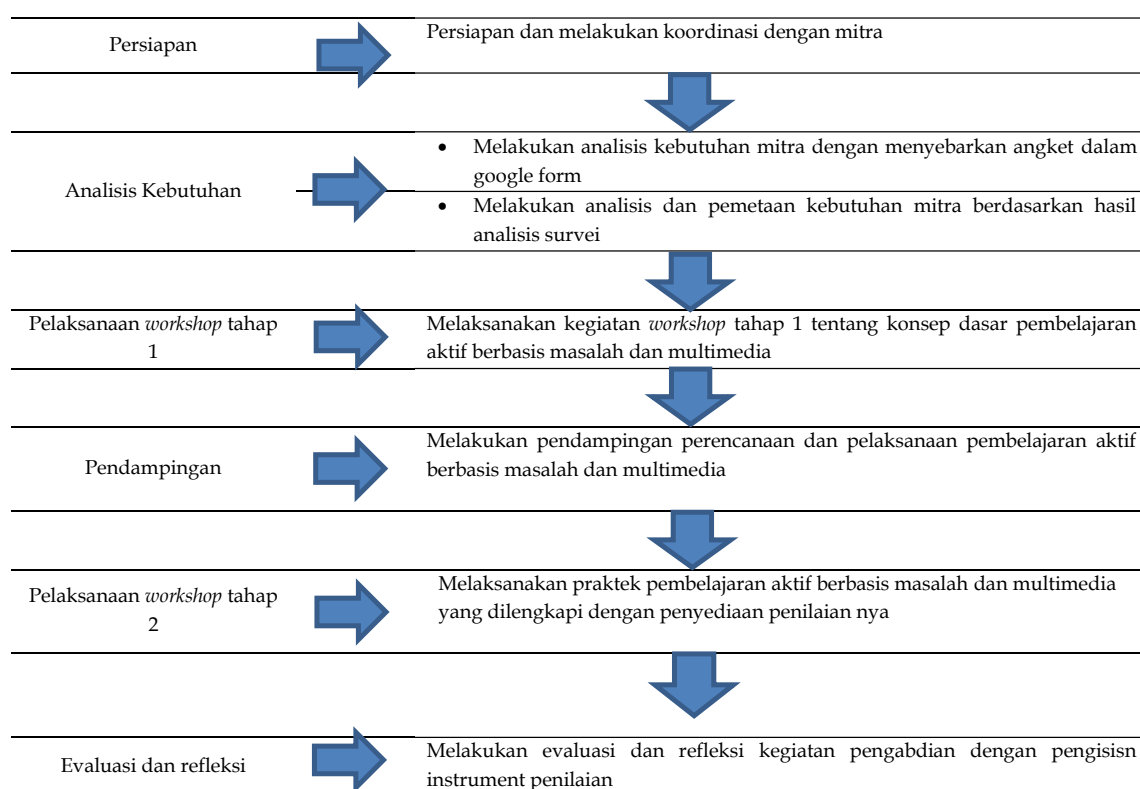 Persiapan
Persiapan dan melakukan koordinasi dengan mitra
Analisis Kebutuhan
• Melakukan analisis kebutuhan mitra dengan menyebarkan angket dalam
google form
• Melakukan analisis dan pemetaan kebutuhan mitra berdasarkan hasil
analisis survei
Pelaksanaan workshop tahap
1
Melaksanakan kegiatan workshop tahap 1 tentang konsep dasar pembelajaran
aktif berbasis masalah dan multimedia
Pendampingan
Melakukan pendampingan perencanaan dan pelaksanaan pembelajaran aktif
berbasis masalah dan multimedia
Pelaksanaan workshop tahap
2
Melaksanakan praktek pembelajaran aktif berbasis masalah dan multimedia
yang dilengkapi dengan penyediaan penilaian nya
Evaluasi dan refleksi
Melakukan evaluasi dan refleksi kegiatan pengabdian dengan pengisisn
instrument penilaian